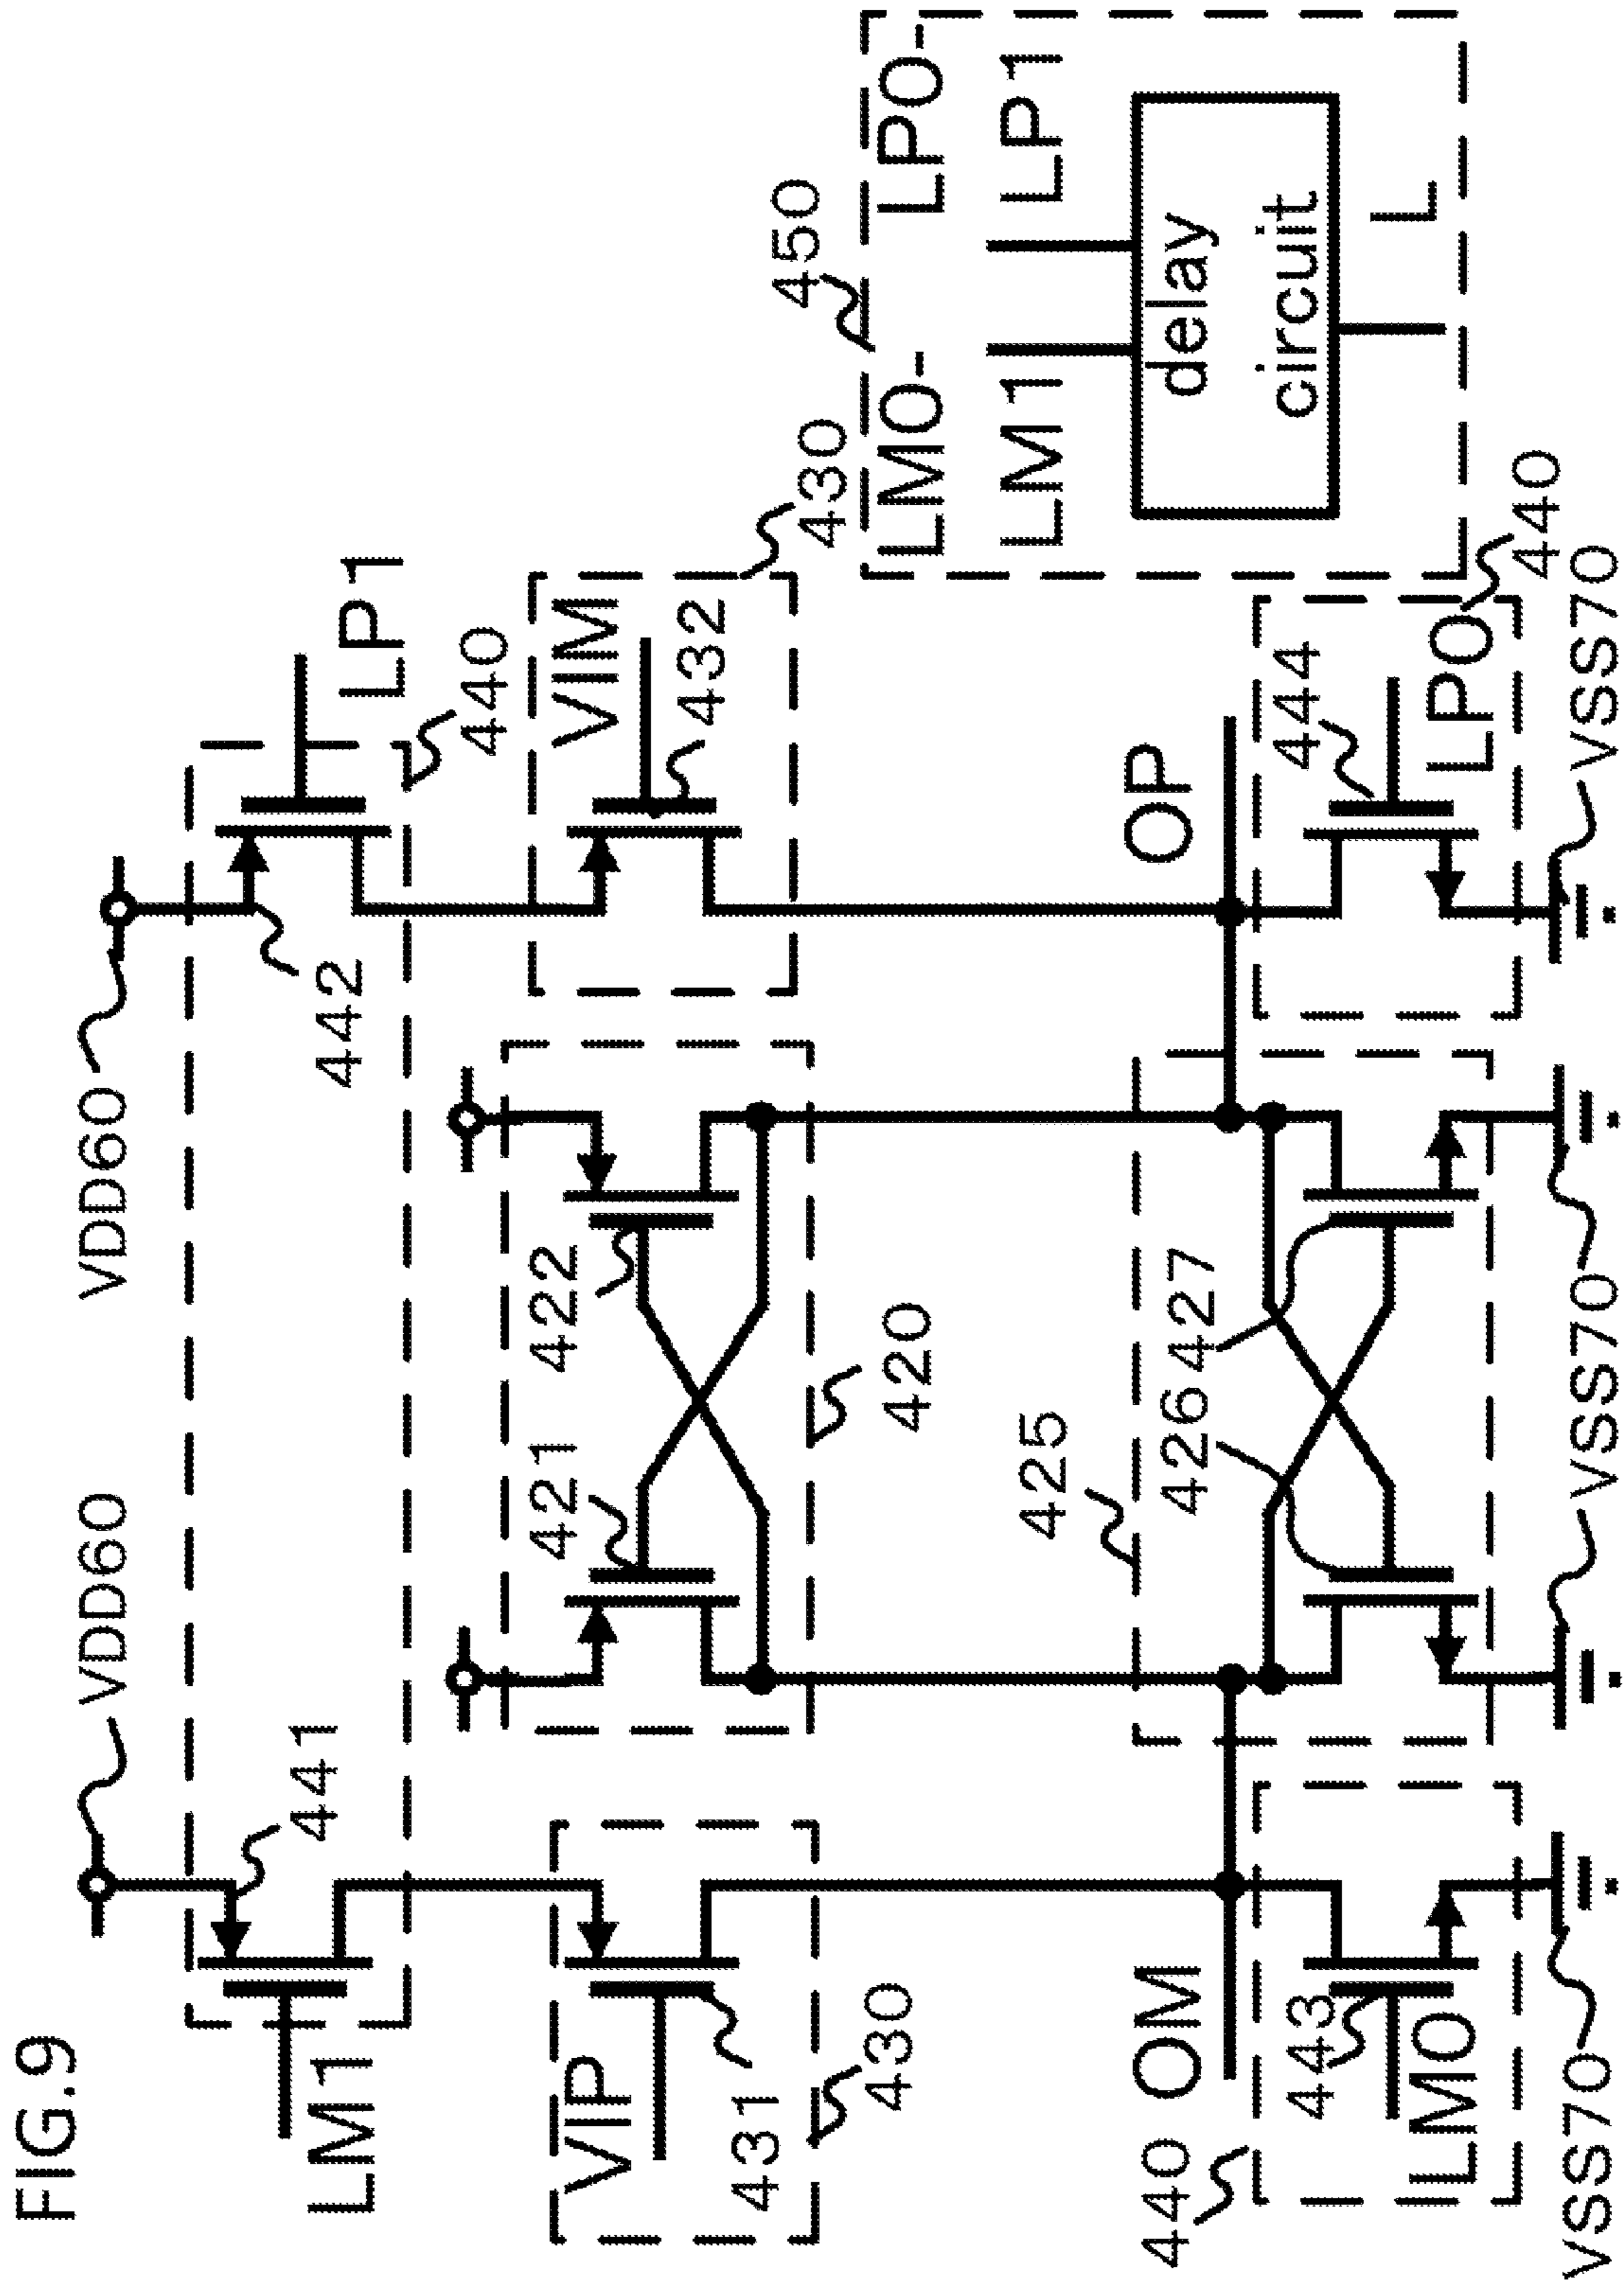 FIG.9
VDD60
VDD60
LM1
441
442
LP1
440
VIP
431
430
421
422
420
VIM
432
430
450
LM0-
LM1
LP0-
LP1
delay
circuit
L
OM
425
426
427
OP
440
443
LM0
444
LP0
440
VSS70
VSS70
VSS70